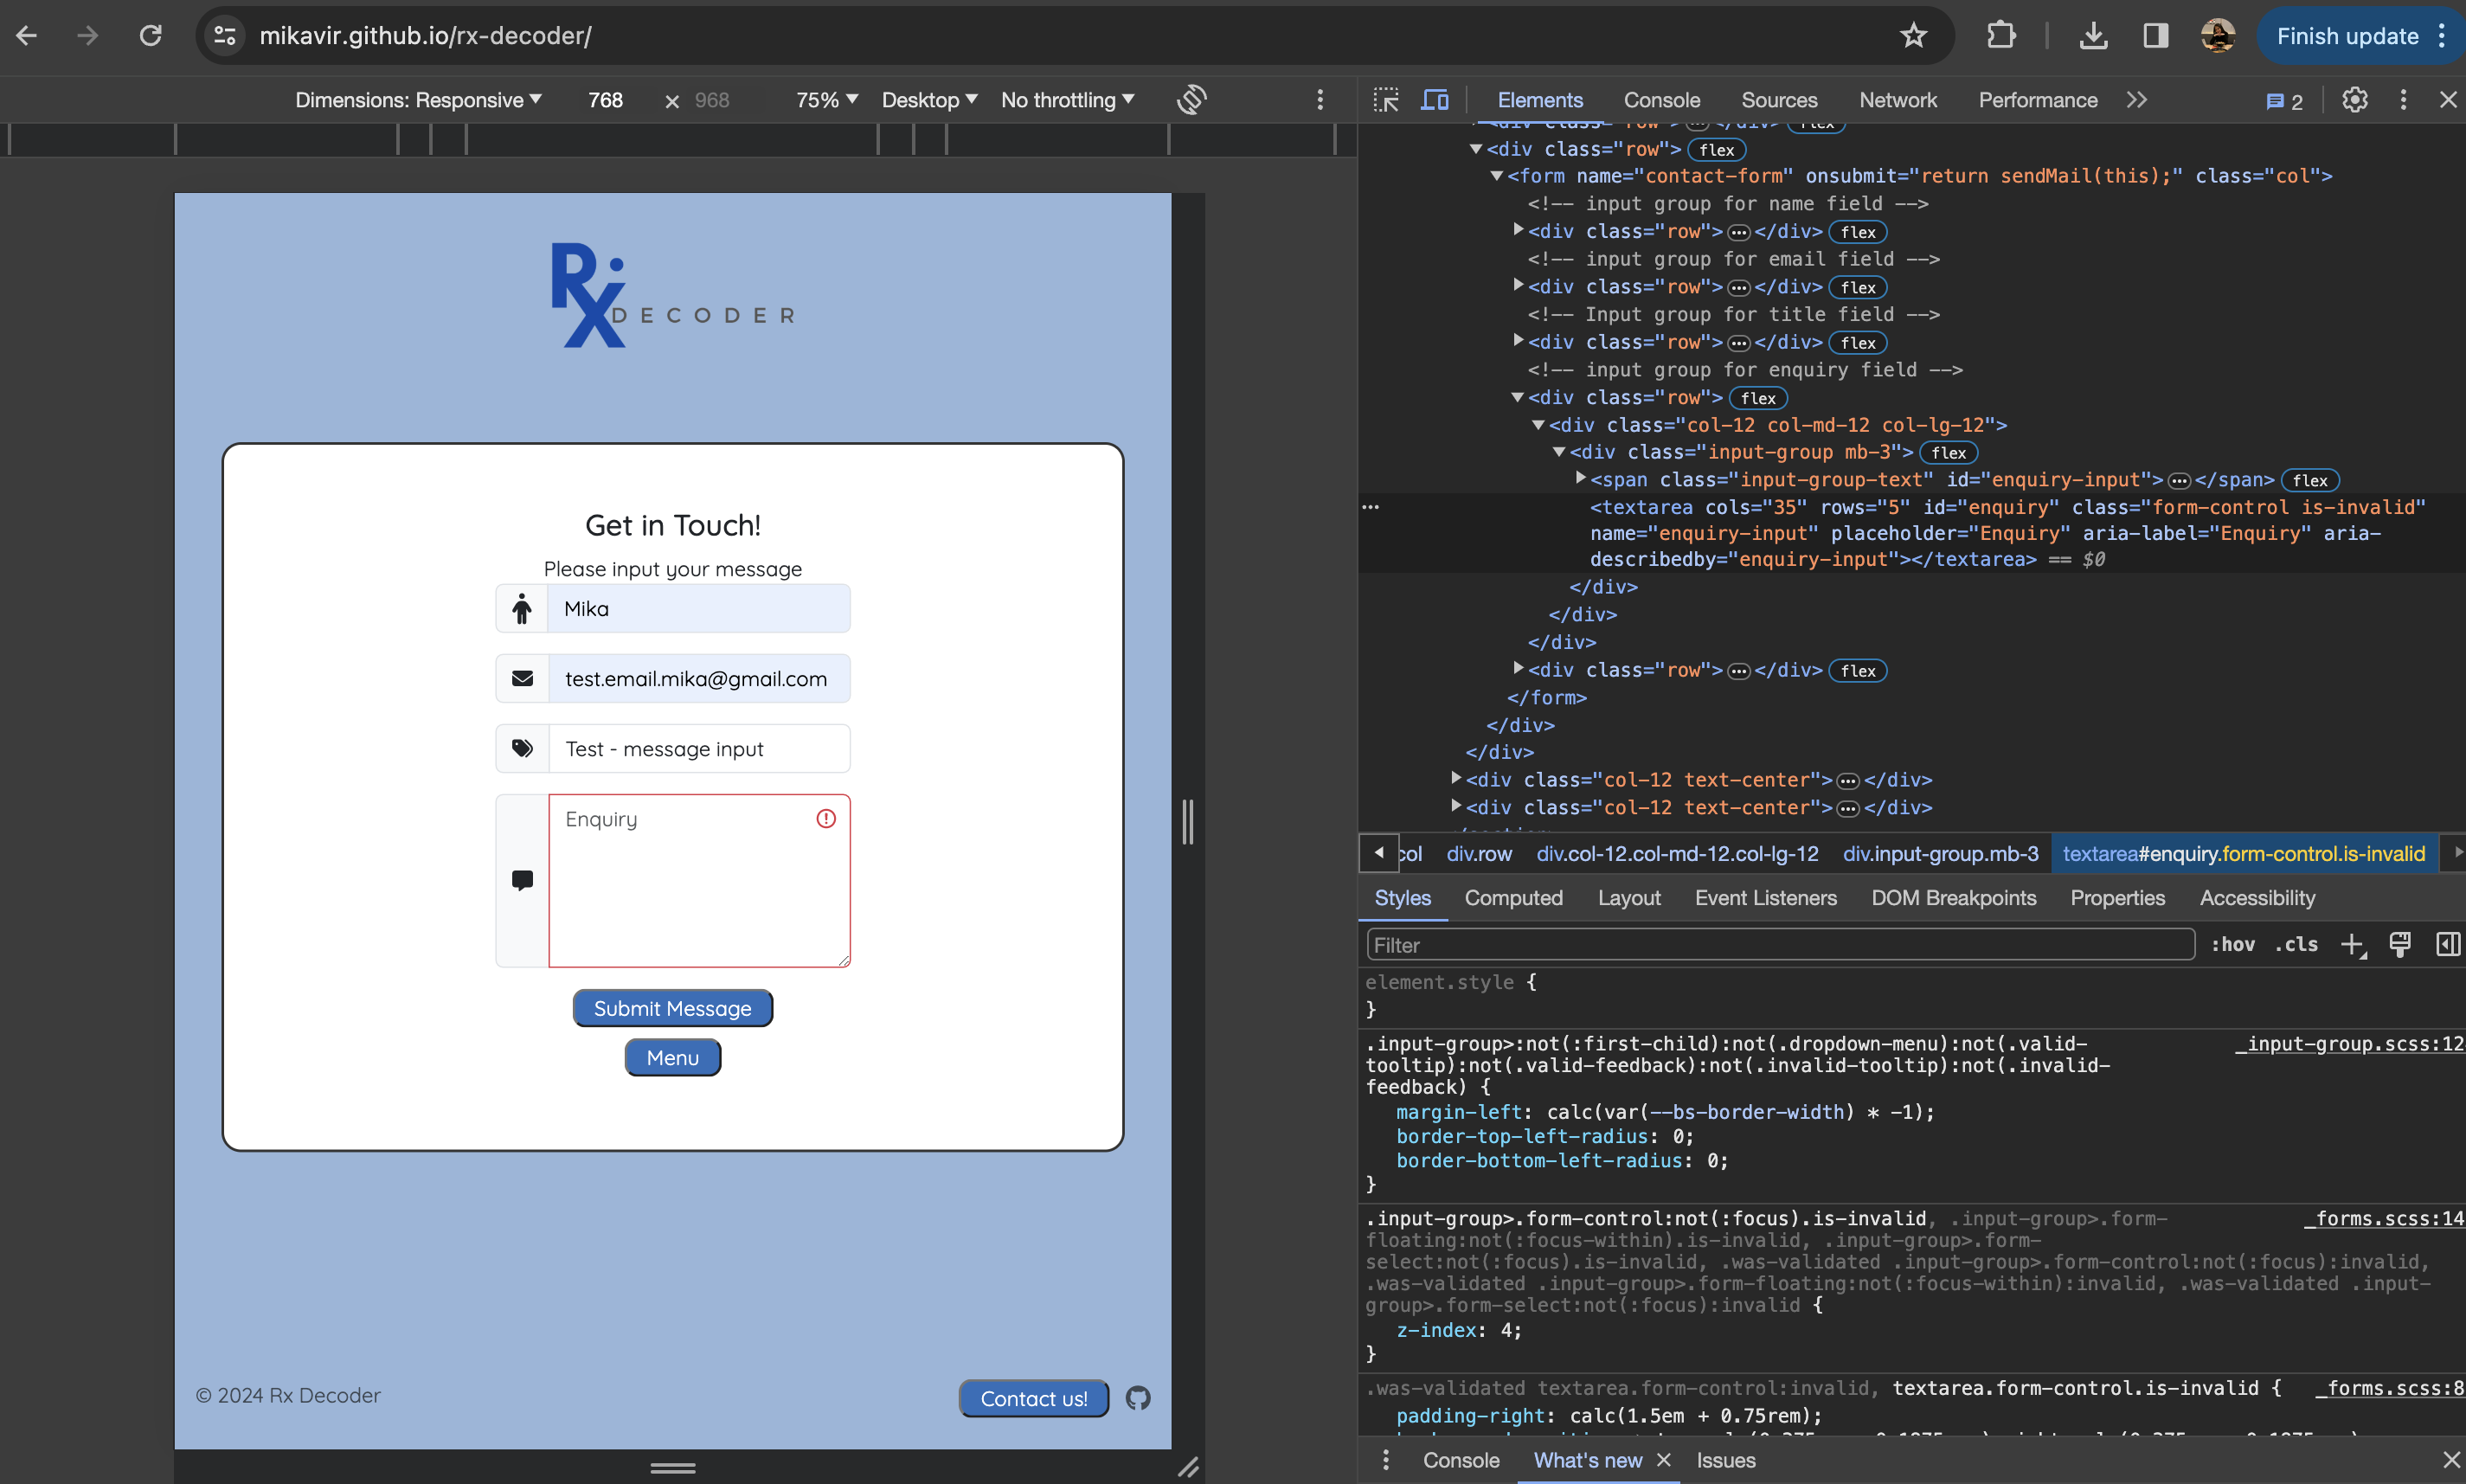 mikavir.github.io/rx-decoder/
Finish update
Dimensions: Responsive 768 × 968 75% Desktop No throttling
Elements Console Sources Network Performance 2
Rx DECODER
Get in Touch!
Please input your message
Mika
test.email.mika@gmail.com
Test - message input
Enquiry
Submit Message
Menu
© 2024 Rx Decoder
Contact us!
<div class="row"> flex
<form name="contact-form" onsubmit="return sendMail(this);" class="col">
<!-- input group for name field -->
<div class="row"> … </div> flex
<!-- input group for email field -->
<div class="row"> … </div> flex
<!-- Input group for title field -->
<div class="row"> … </div> flex
<!-- input group for enquiry field -->
<div class="row"> flex
<div class="col-12 col-md-12 col-lg-12">
<div class="input-group mb-3"> flex
<span class="input-group-text" id="enquiry-input"> … </span> flex
<textarea cols="35" rows="5" id="enquiry" class="form-control is-invalid"
name="enquiry-input" placeholder="Enquiry" aria-label="Enquiry" aria-
describedby="enquiry-input"></textarea> == $0
</div>
</div>
</div>
<div class="row"> … </div> flex
</form>
</div>
</div>
<div class="col-12 text-center"> … </div>
<div class="col-12 text-center"> … </div>
col div.row div.col-12.col-md-12.col-lg-12 div.input-group.mb-3 textarea#enquiry.form-control.is-invalid
Styles Computed Layout Event Listeners DOM Breakpoints Properties Accessibility
Filter :hov .cls
element.style {
}
.input-group>:not(:first-child):not(.dropdown-menu):not(.valid- _input-group.scss:12
tooltip):not(.valid-feedback):not(.invalid-tooltip):not(.invalid-
feedback) {
margin-left: calc(var(--bs-border-width) * -1);
border-top-left-radius: 0;
border-bottom-left-radius: 0;
}
.input-group>.form-control:not(:focus).is-invalid, .input-group>.form- _forms.scss:14
floating:not(:focus-within).is-invalid, .input-group>.form-
select:not(:focus).is-invalid, .was-validated .input-group>.form-control:not(:focus):invalid,
.was-validated .input-group>.form-floating:not(:focus-within):invalid, .was-validated .input-
group>.form-select:not(:focus):invalid {
z-index: 4;
}
.was-validated textarea.form-control:invalid, textarea.form-control.is-invalid { _forms.scss:8
padding-right: calc(1.5em + 0.75rem);
Console What's new Issues